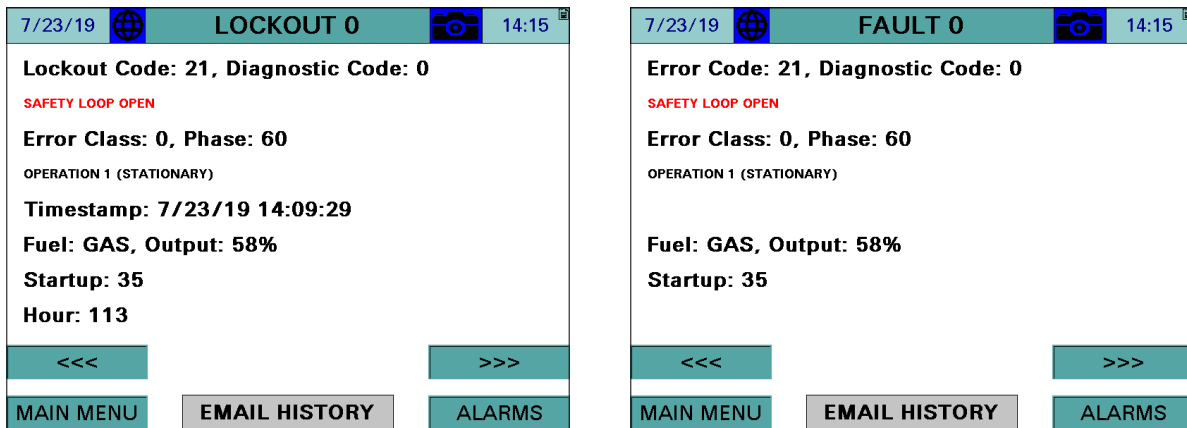 7/23/19 LOCKOUT 0 14:15
Lockout Code: 21, Diagnostic Code: 0
SAFETY LOOP OPEN
Error Class: 0, Phase: 60
OPERATION 1 (STATIONARY)
Timestamp: 7/23/19 14:09:29
Fuel: GAS, Output: 58%
Startup: 35
Hour: 113
<<< >>>
MAIN MENU EMAIL HISTORY ALARMS
7/23/19 FAULT 0 14:15
Error Code: 21, Diagnostic Code: 0
SAFETY LOOP OPEN
Error Class: 0, Phase: 60
OPERATION 1 (STATIONARY)
Fuel: GAS, Output: 58%
Startup: 35
<<< >>>
MAIN MENU EMAIL HISTORY ALARMS